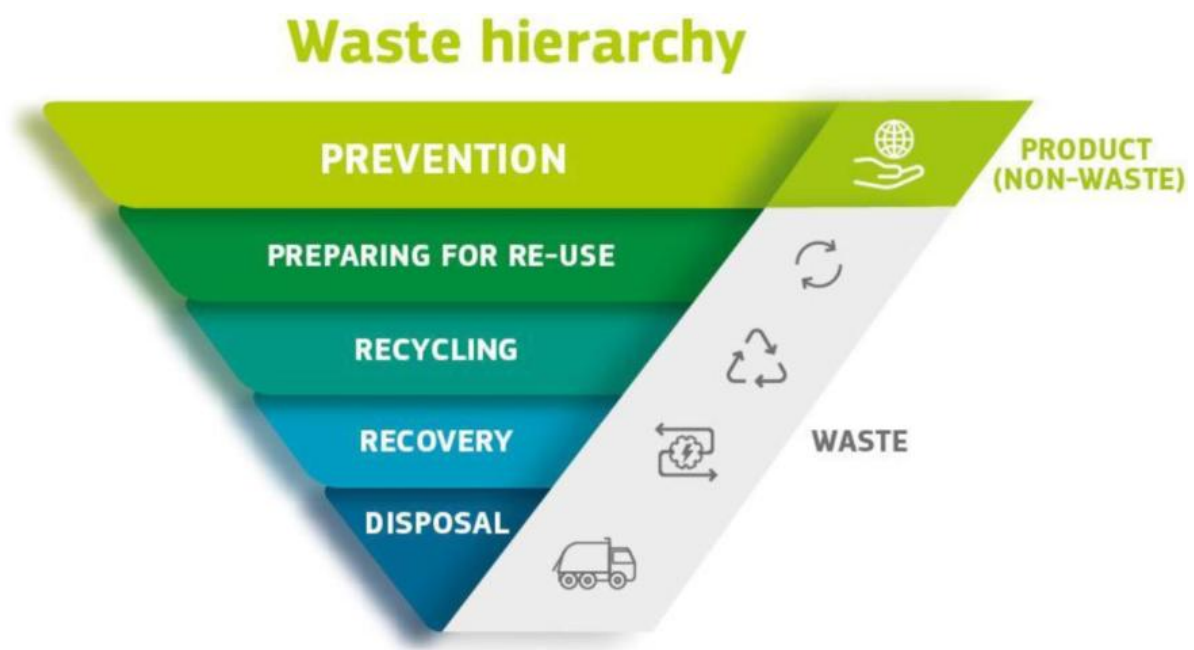 Waste hierarchy
PREVENTION
PRODUCT
(NON-WASTE)
PREPARING FOR RE-USE
RECYCLING
RECOVERY
WASTE
DISPOSAL